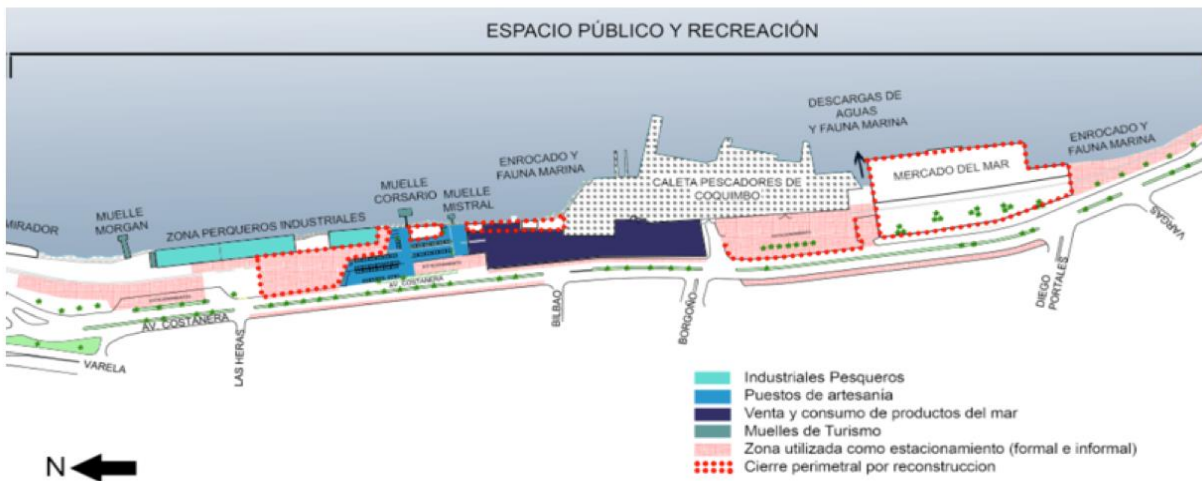 ESPACIO PÚBLICO Y RECREACIÓN
MIRADOR
MUELLE
MORGAN
ZONA PERQUEROS INDUSTRIALES
MUELLE
CORSARIO
MUELLE
MISTRAL
ENROCADO Y
FAUNA MARINA
CALETA PESCADORES DE
COQUIMBO
DESCARGAS DE
AGUAS
Y FAUNA MARINA
MERCADO DEL MAR
ENROCADO Y
FAUNA MARINA
ESTACIONAMIENTO
ESTACIONAMIENTO
ESTACIONAMIENTO
AV. COSTANERA
AV. COSTANERA
VARELA
LAS HERAS
BILBAO
BORGOÑO
DIEGO
PORTALES
VARGAS
Industriales Pesqueros
Puestos de artesanía
Venta y consumo de productos del mar
Muelles de Turismo
Zona utilizada como estacionamiento (formal e informal)
Cierre perimetral por reconstruccion
N